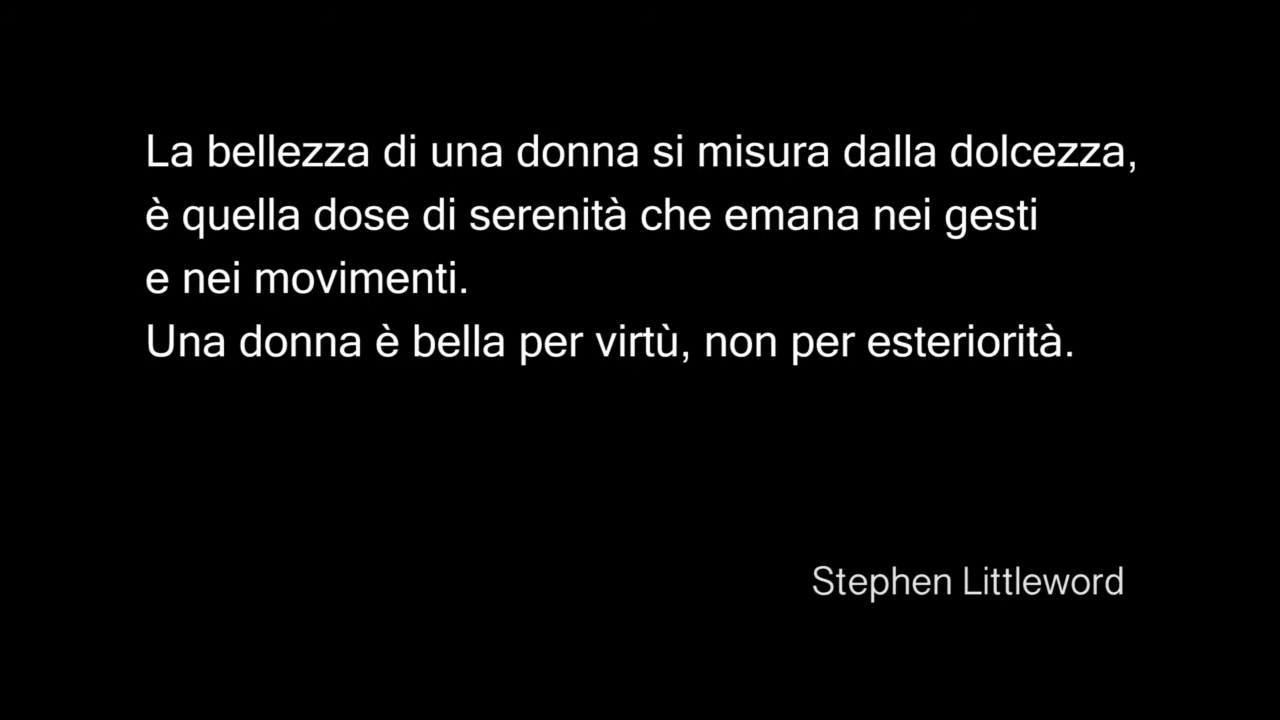 La bellezza di una donna si misura dalla dolcezza,
è quella dose di serenità che emana nei gesti
e nei movimenti.
Una donna è bella per virtù, non per esteriorità.
Stephen Littleword